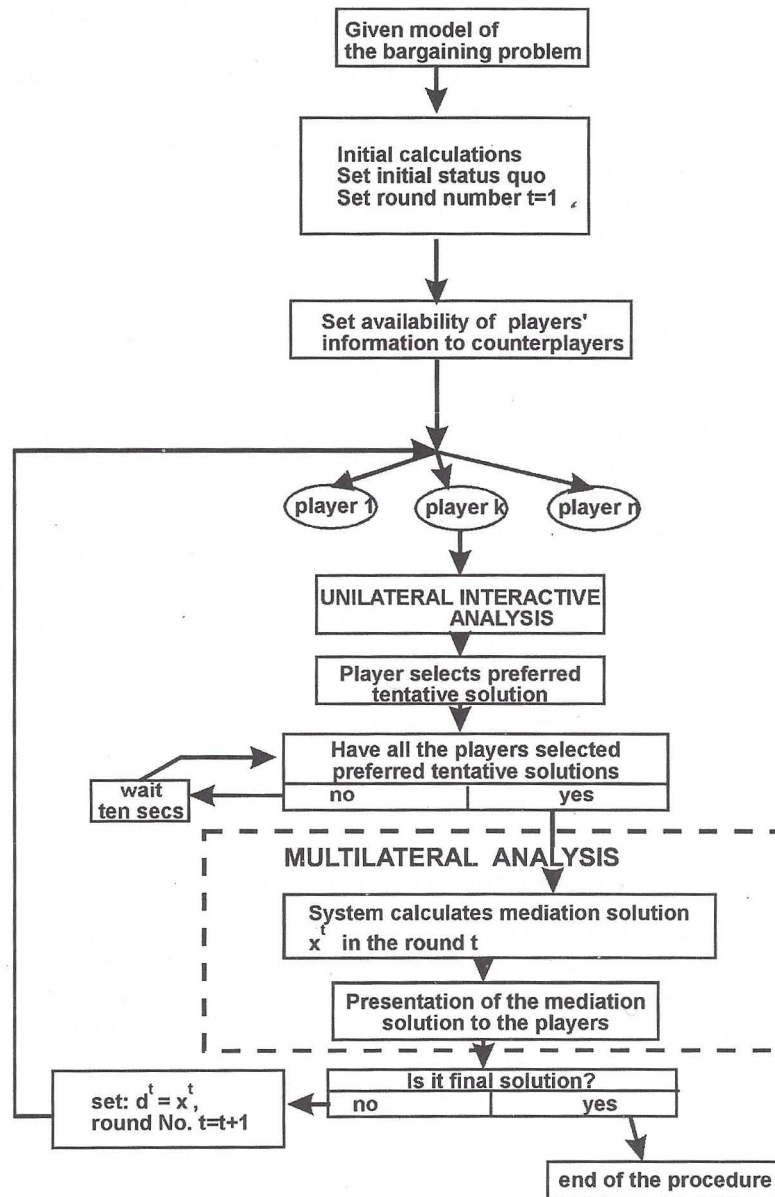 Given model of
the bargaining problem
Initial calculations
Set initial status quo
Set round number t=1
Set availability of players'
information to counterplayers
player 1
player k
player n
UNILATERAL INTERACTIVE
ANALYSIS
Player selects preferred
tentative solution
Have all the players selected
preferred tentative solutions
no
yes
wait
ten secs
MULTILATERAL ANALYSIS
System calculates mediation solution
x^t in the round t
Presentation of the mediation
solution to the players
Is it final solution?
no
yes
set: d^t = x^t,
round No. t=t+1
end of the procedure